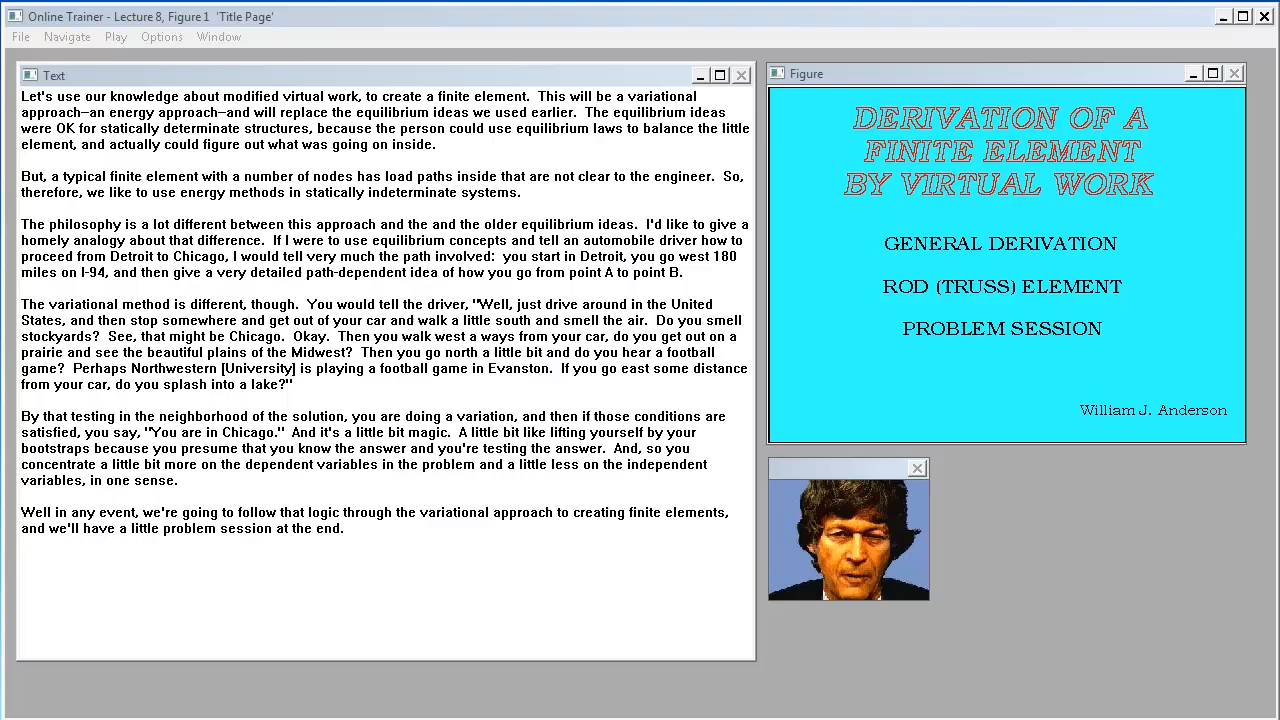 Online Trainer - Lecture 8, Figure 1  'Title Page'
File Navigate Play Options Window
Text
Let's use our knowledge about modified virtual work, to create a finite element.  This will be a variational
approach–an energy approach–and will replace the equilibrium ideas we used earlier.  The equilibrium ideas
were OK for statically determinate structures, because the person could use equilibrium laws to balance the little
element, and actually could figure out what was going on inside.
But, a typical finite element with a number of nodes has load paths inside that are not clear to the engineer.  So,
therefore, we like to use energy methods in statically indeterminate systems.
The philosophy is a lot different between this approach and the and the older equilibrium ideas.  I'd like to give a
homely analogy about that difference.  If I were to use equilibrium concepts and tell an automobile driver how to
proceed from Detroit to Chicago, I would tell very much the path involved:  you start in Detroit, you go west 180
miles on I-94, and then give a very detailed path-dependent idea of how you go from point A to point B.
The variational method is different, though.  You would tell the driver, "Well, just drive around in the United
States, and then stop somewhere and get out of your car and walk a little south and smell the air.  Do you smell
stockyards?  See, that might be Chicago.  Okay.  Then you walk west a ways from your car, do you get out on a
prairie and see the beautiful plains of the Midwest?  Then you go north a little bit and do you hear a football
game?  Perhaps Northwestern [University] is playing a football game in Evanston.  If you go east some distance
from your car, do you splash into a lake?"
By that testing in the neighborhood of the solution, you are doing a variation, and then if those conditions are
satisfied, you say, "You are in Chicago."  And it's a little bit magic.  A little bit like lifting yourself by your
bootstraps because you presume that you know the answer and you're testing the answer.  And, so you
concentrate a little bit more on the dependent variables in the problem and a little less on the independent
variables, in one sense.
Well in any event, we're going to follow that logic through the variational approach to creating finite elements,
and we'll have a little problem session at the end.
Figure
DERIVATION OF A
FINITE ELEMENT
BY VIRTUAL WORK
GENERAL DERIVATION
ROD (TRUSS) ELEMENT
PROBLEM SESSION
William J. Anderson